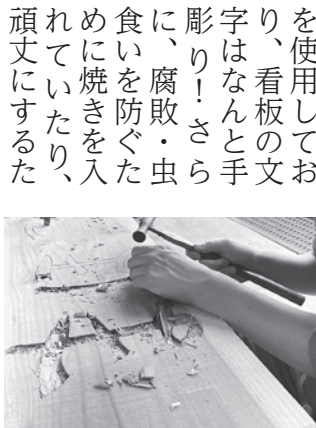 を使用してお
り、看板の文
字はなんと手
彫り！さら
に、腐敗・虫
食いを防ぐた
めに焼きを入
れていたり、
頑丈にするた